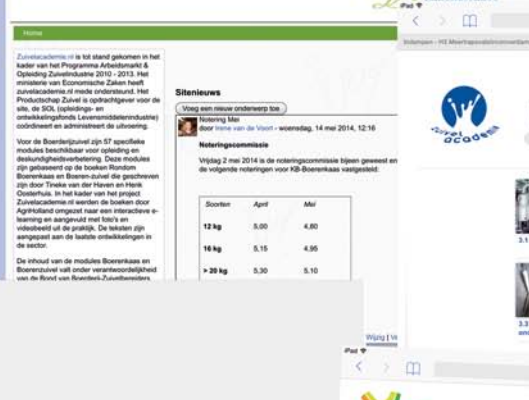 iPad
Home
Zuivelacademie.nl is tot stand gekomen in het
kader van het Programma Arbeidsmarkt &
Opleiding Zuivelindustrie 2010 - 2013. Het
ministerie van Economische Zaken heeft
zuivelacademie.nl mede ondersteund. Het
Productschap Zuivel is opdrachtgever voor de
site, de SOL (opleidings- en
ontwikkelingsfonds Levensmiddelenindustrie)
coördineert en administreert de uitvoering.
Voor de Boerderijzuivel zijn 57 specifieke
modules beschikbaar voor opleiding en
deskundigheidsverbetering. Deze modules
zijn gebaseerd op de boeken Rondom
Boerenkaas en Boeren-zuivel die geschreven
zijn door Tineke van der Haven en Henk
Oosterhuis. In het kader van het project
Zuivelacademie.nl werden de boeken door
AgriHolland omgezet naar een interactieve e-
learning en aangevuld met foto's en
videobeeld uit de praktijk. De teksten zijn
aangepast aan de laatste ontwikkelingen in
de sector.
De inhoud van de modules Boerenkaas en
Boerenzuivel valt onder verantwoordelijkheid
van de Bond van Boerderij-Zuivelbereiders
Sitenieuws
Voeg een nieuw onderwerp toe
Notering Mei
door Irene van de Voort - woensdag, 14 mei 2014, 12:16
Noteringscommissie
Vrijdag 2 mei 2014 is de noteringscommissie bijeen geweest en
de volgende noteringen voor KB-Boerenkaas vastgesteld:
Soorten April Mei
12 kg 5,00 4,80
16 kg 5,15 4,95
> 20 kg 5,30 5,10
Wijzig
zuivel academie
3.1
3.3
iPad